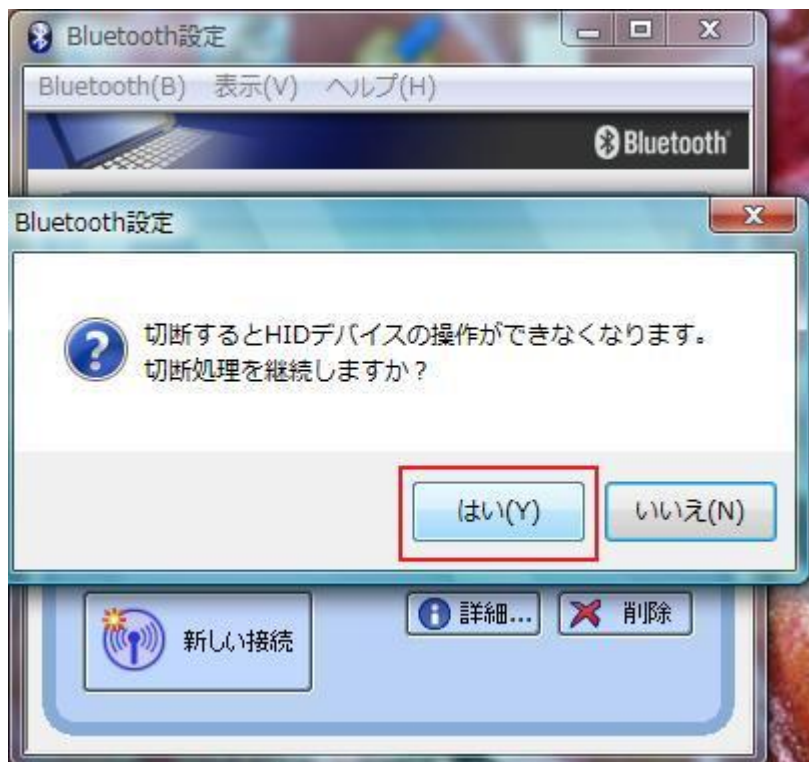 Bluetooth設定
Bluetooth(B) 表示(V) ヘルプ(H)
Bluetooth
Bluetooth設定
切断するとHIDデバイスの操作ができなくなります。
切断処理を継続しますか？
はい(Y) いいえ(N)
新しい接続 詳細... 削除